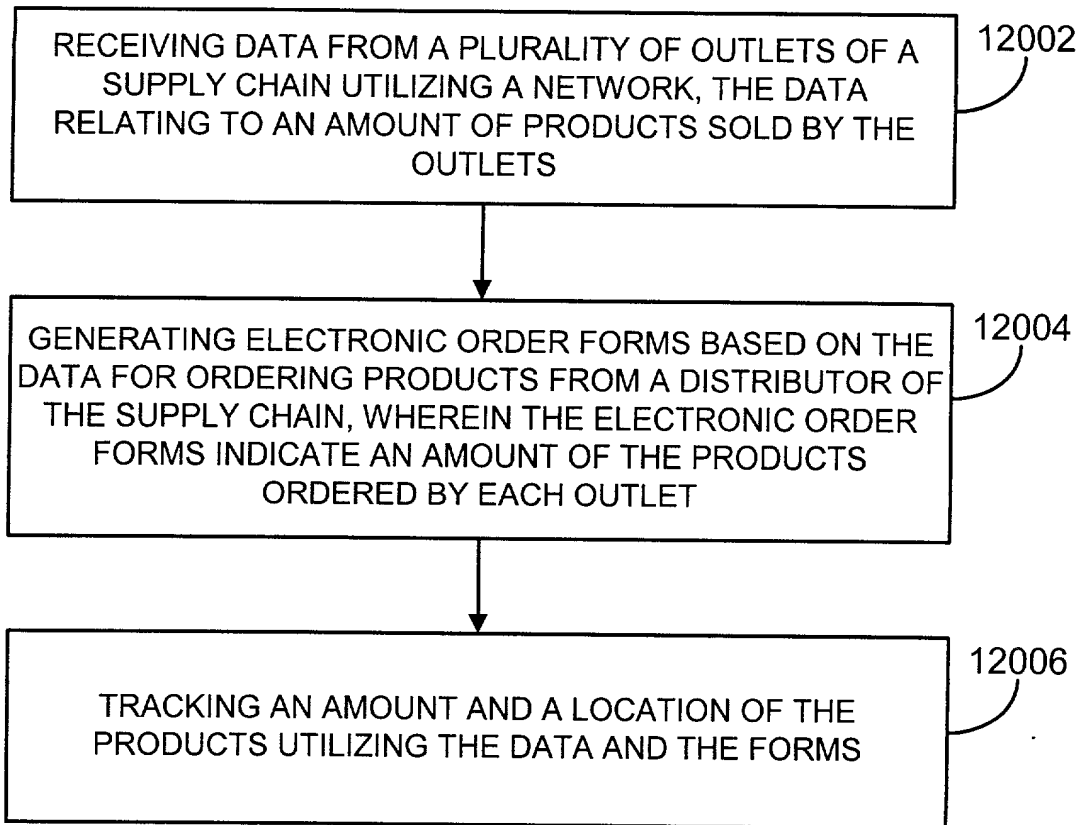 RECEIVING DATA FROM A PLURALITY OF OUTLETS OF A
SUPPLY CHAIN UTILIZING A NETWORK, THE DATA
RELATING TO AN AMOUNT OF PRODUCTS SOLD BY THE
OUTLETS
12002
GENERATING ELECTRONIC ORDER FORMS BASED ON THE
DATA FOR ORDERING PRODUCTS FROM A DISTRIBUTOR OF
THE SUPPLY CHAIN, WHEREIN THE ELECTRONIC ORDER
FORMS INDICATE AN AMOUNT OF THE PRODUCTS
ORDERED BY EACH OUTLET
12004
TRACKING AN AMOUNT AND A LOCATION OF THE
PRODUCTS UTILIZING THE DATA AND THE FORMS
12006